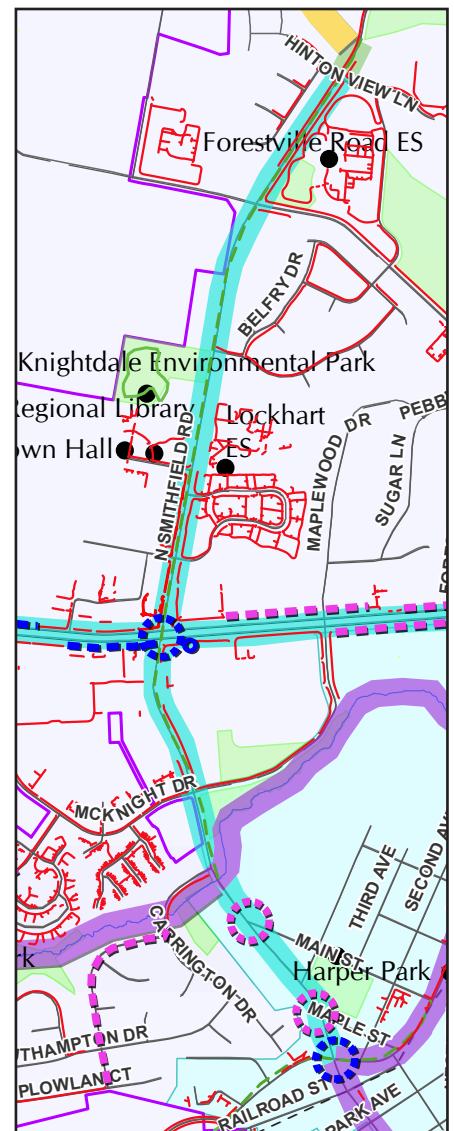 HINTON VIEW LN
Forestville Road ES
BELFRY DR
Knightdale Environmental Park
Regional Library
Lockhart
ES
own Hall
N SMITHFIELD RD
MAPLEWOOD DR
PEBB
SUGAR LN
FORE
MCKNIGHT DR
THIRD AVE
SECOND AV
CARRINGTON DR
MAIN ST
rk
Harper Park
MAPLE ST
THAMPTON DR
PLOWLAN CT
RAILROAD ST
PARK AVE